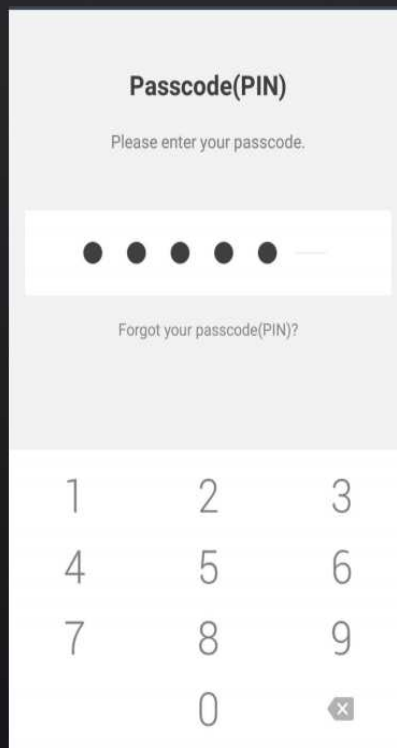 Passcode(PIN)
Please enter your passcode.
Forgot your passcode(PIN)?
1 2 3
4 5 6
7 8 9
0